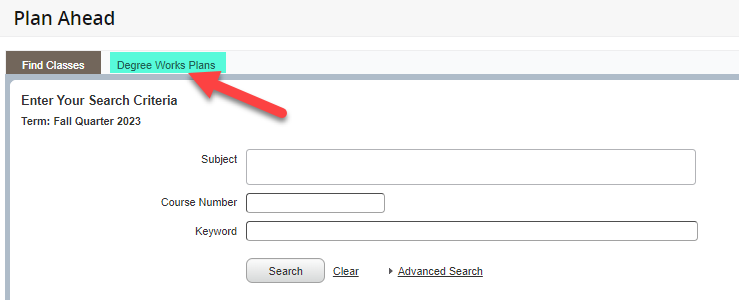 Plan Ahead
Find Classes Degree Works Plans
Enter Your Search Criteria
Term: Fall Quarter 2023
Subject
Course Number
Keyword
Search Clear Advanced Search